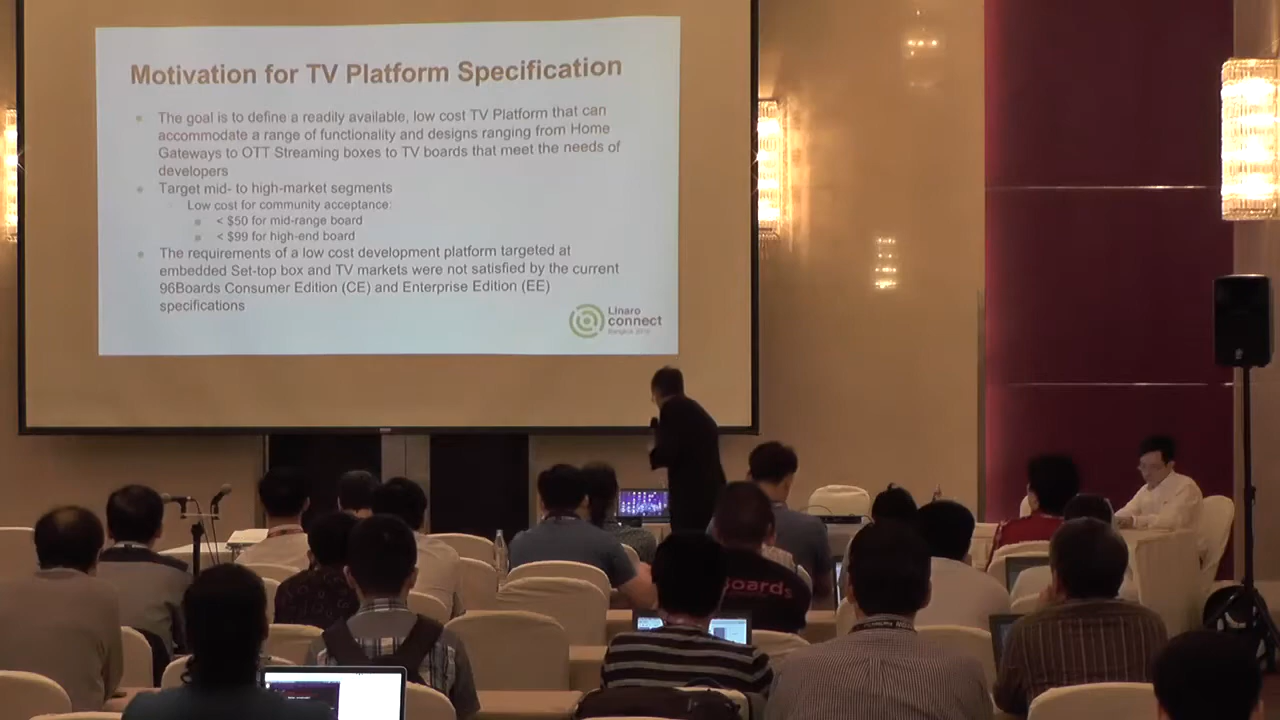 Motivation for TV Platform Specification
The goal is to define a readily available, low cost TV Platform that can
accommodate a range of functionality and designs ranging from Home
Gateways to OTT Streaming boxes to TV boards that meet the needs of
developers
Target mid- to high-market segments
Low cost for community acceptance:
< $50 for mid-range board
< $99 for high-end board
The requirements of a low cost development platform targeted at
embedded Set-top box and TV markets were not satisfied by the current
96Boards Consumer Edition (CE) and Enterprise Edition (EE)
specifications
Linaro
connect
Bangkok 2016
Boards